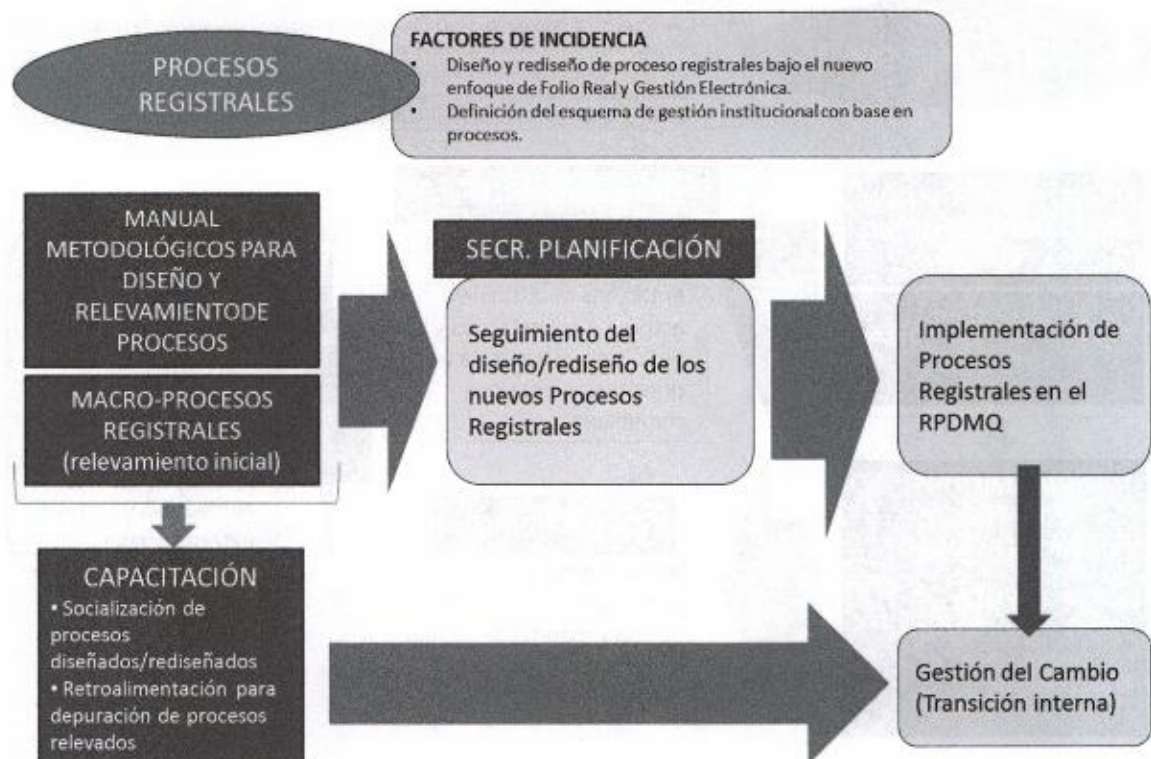 PROCESOS
REGISTRALES
FACTORES DE INCIDENCIA
• Diseño y rediseño de proceso registrales bajo el nuevo
enfoque de Folio Real y Gestión Electrónica.
• Definición del esquema de gestión institucional con base en
procesos.
MANUAL
METODOLÓGICOS PARA
DISEÑO Y
RELEVAMIENTODE
PROCESOS
MACRO-PROCESOS
REGISTRALES
(relevamiento inicial)
SECR. PLANIFICACIÓN
Seguimiento del
diseño/rediseño de los
nuevos Procesos
Registrales
Implementación de
Procesos
Registrales en el
RPDMQ
CAPACITACIÓN
• Socialización de
procesos
diseñados/rediseñados
• Retroalimentación para
depuración de procesos
relevados
Gestión del Cambio
(Transición interna)